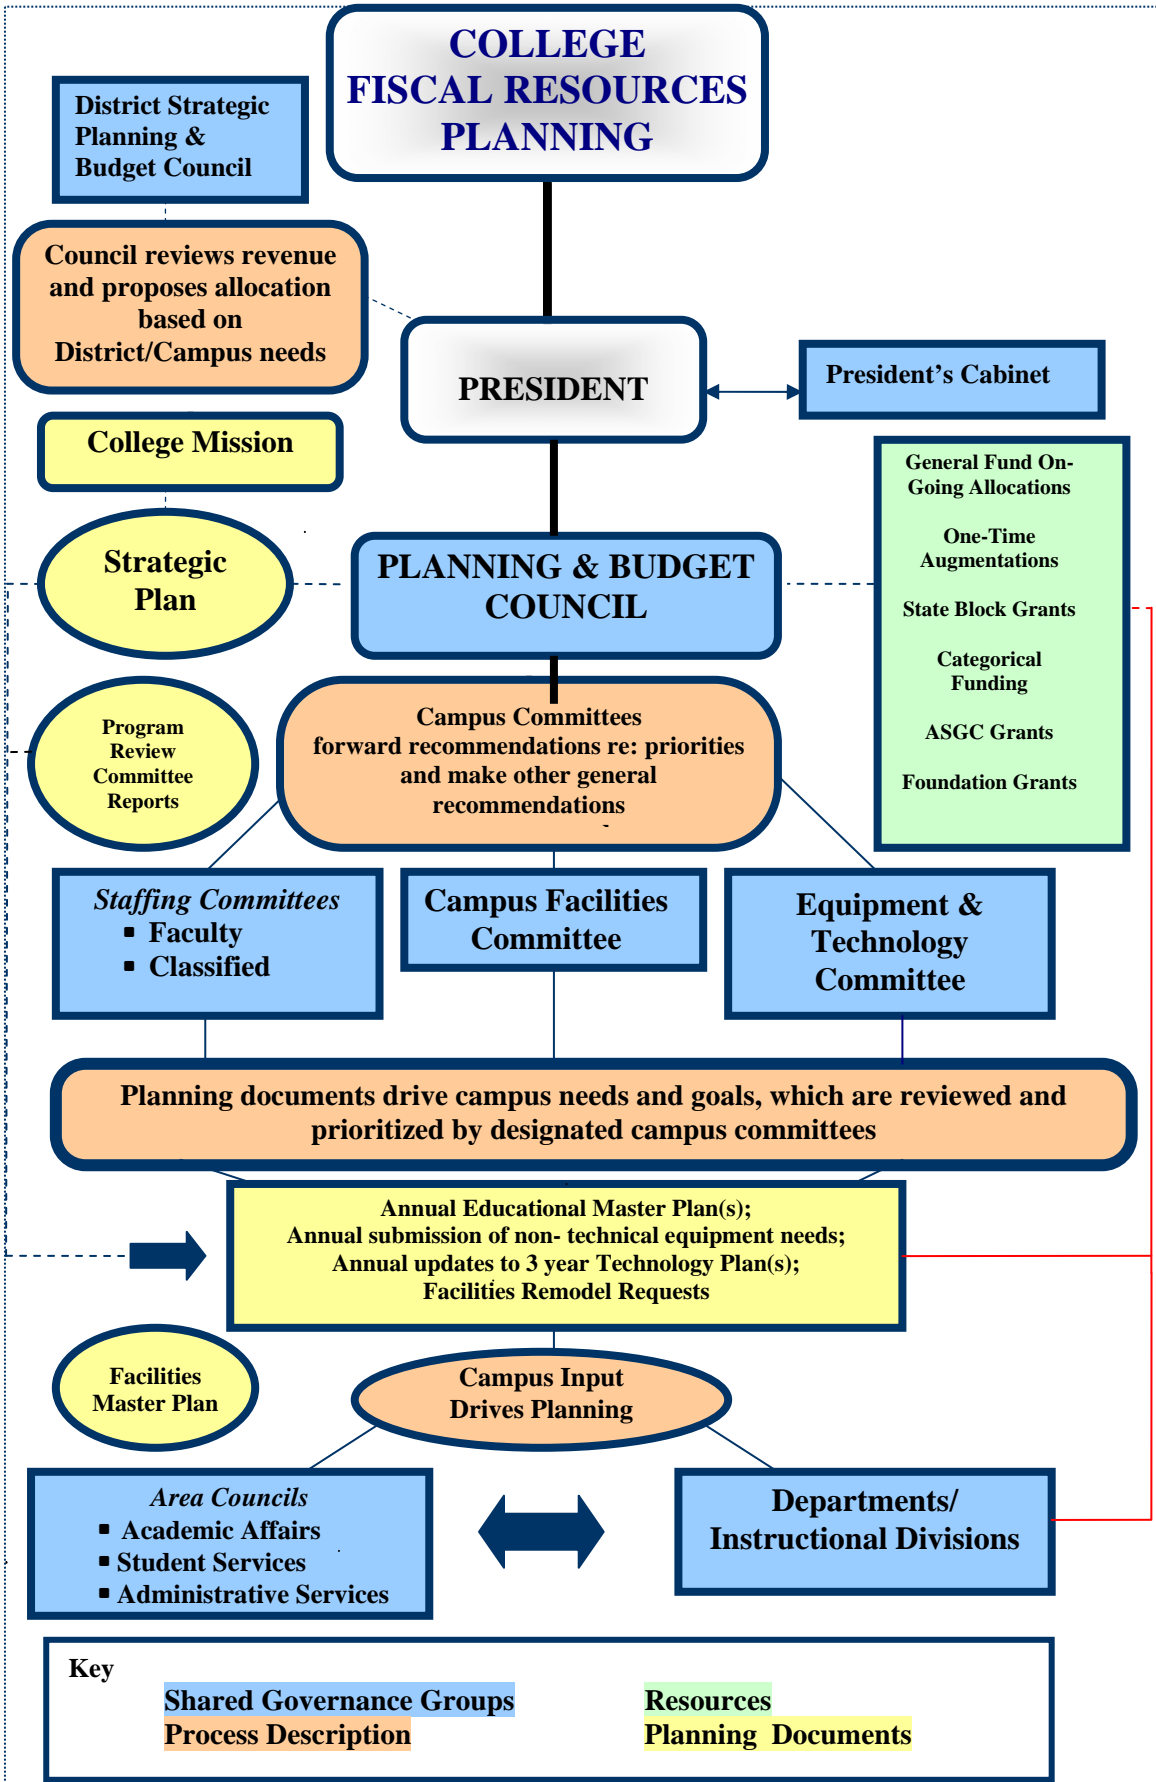 COLLEGE
FISCAL RESOURCES
PLANNING
District Strategic
Planning &
Budget Council
Council reviews revenue
and proposes allocation
based on
District/Campus needs
PRESIDENT
President’s Cabinet
College Mission
Strategic
Plan
PLANNING & BUDGET
COUNCIL
General Fund On-
Going Allocations
One-Time
Augmentations
State Block Grants
Categorical
Funding
ASGC Grants
Foundation Grants
Program
Review
Committee
Reports
Campus Committees
forward recommendations re: priorities
and make other general
recommendations
Staffing Committees
▪ Faculty
▪ Classified
Campus Facilities
Committee
Equipment &
Technology
Committee
Planning documents drive campus needs and goals, which are reviewed and
prioritized by designated campus committees
Annual Educational Master Plan(s);
Annual submission of non- technical equipment needs;
Annual updates to 3 year Technology Plan(s);
Facilities Remodel Requests
Facilities
Master Plan
Campus Input
Drives Planning
Area Councils
▪ Academic Affairs
▪ Student Services
▪ Administrative Services
Departments/
Instructional Divisions
Key
Shared Governance Groups
Resources
Process Description
Planning  Documents